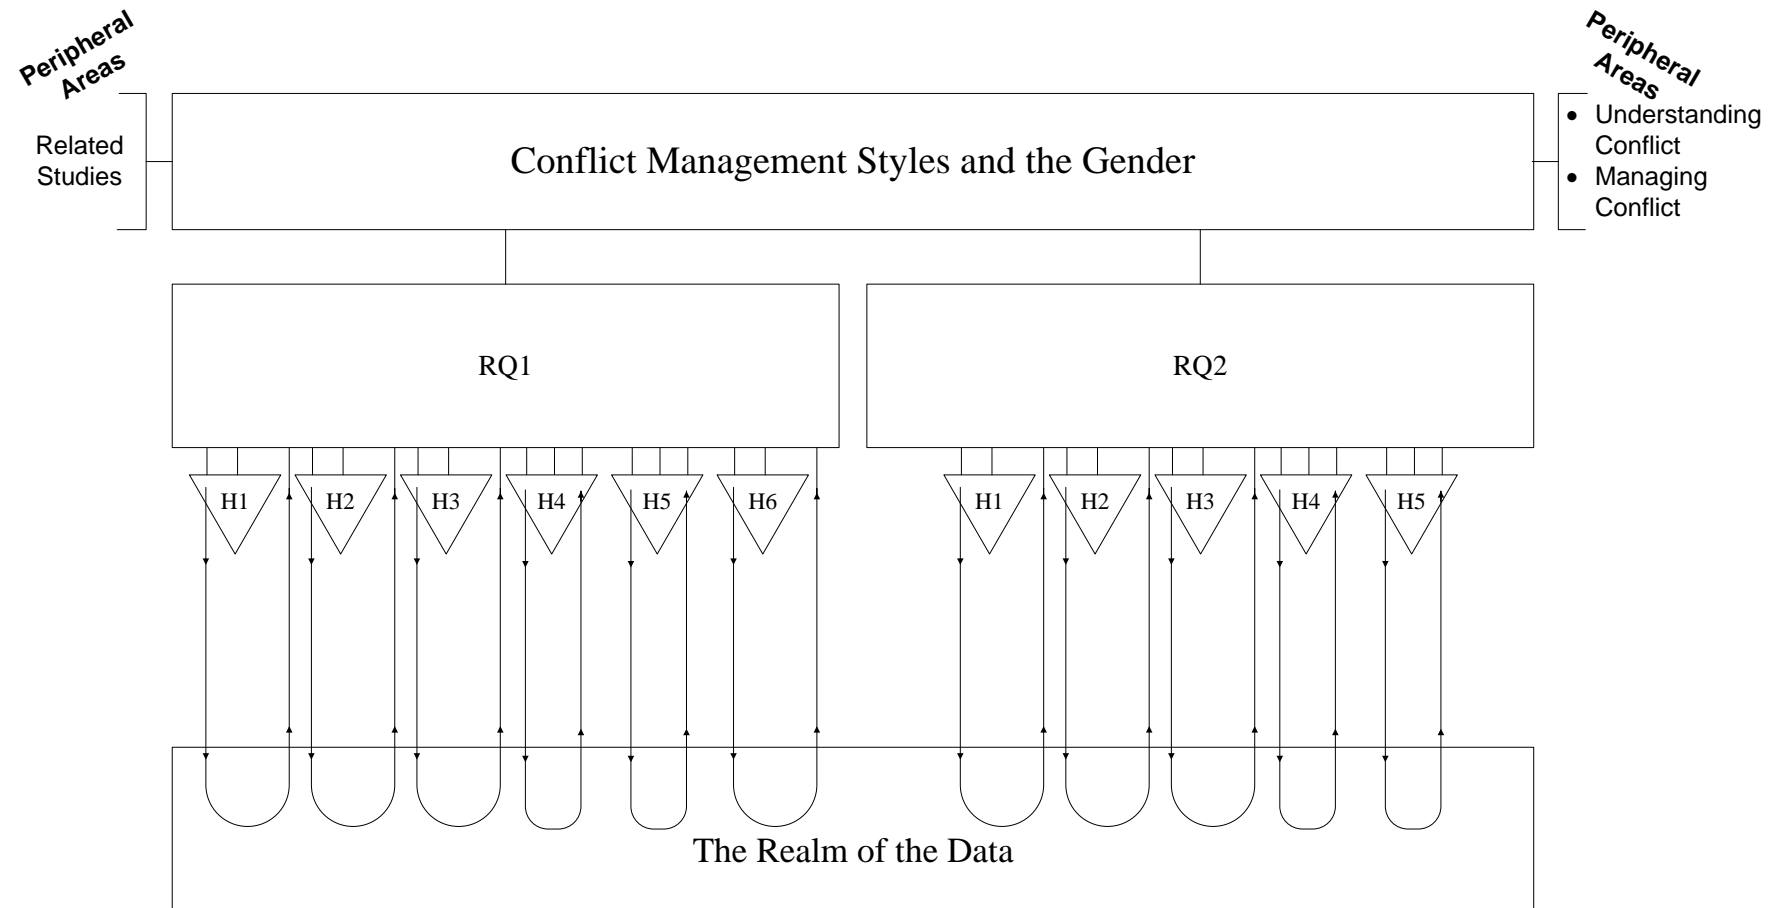 Peripheral
Areas
Related
Studies
Conflict Management Styles and the Gender
Peripheral
Areas
• Understanding
Conflict
• Managing
Conflict
RQ1
RQ2
H1 H2 H3 H4 H5 H6
H1 H2 H3 H4 H5
The Realm of the Data